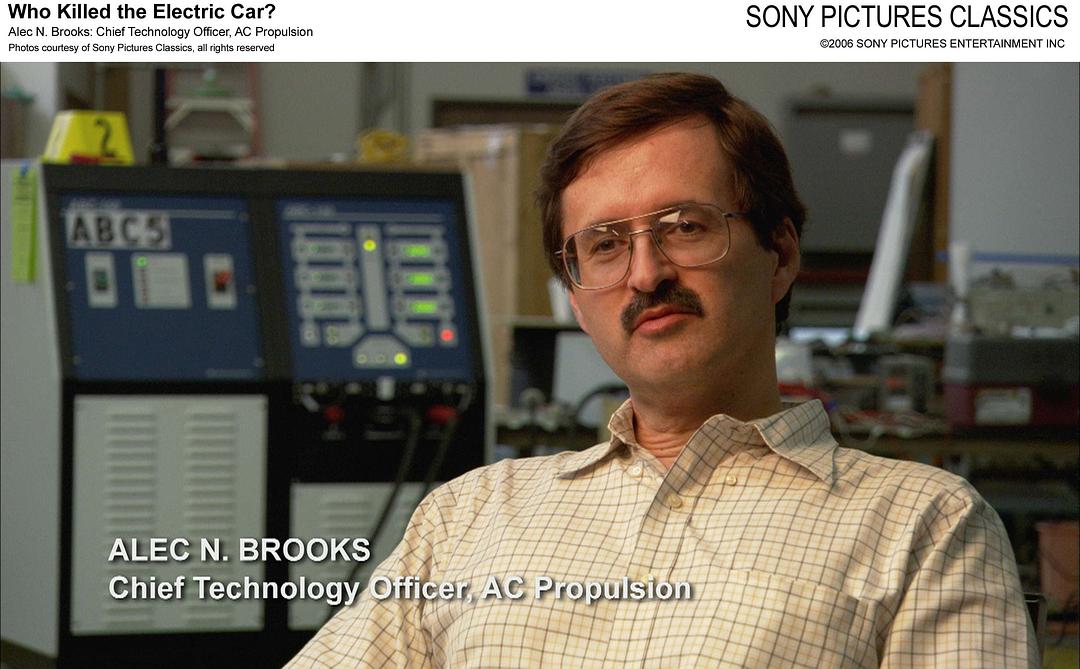 Who Killed the Electric Car?
Alec N. Brooks: Chief Technology Officer, AC Propulsion
Photos courtesy of Sony Pictures Classics, all rights reserved
SONY PICTURES CLASSICS
©2006 SONY PICTURES ENTERTAINMENT INC
2
ABC5
ALEC N. BROOKS
Chief Technology Officer, AC Propulsion